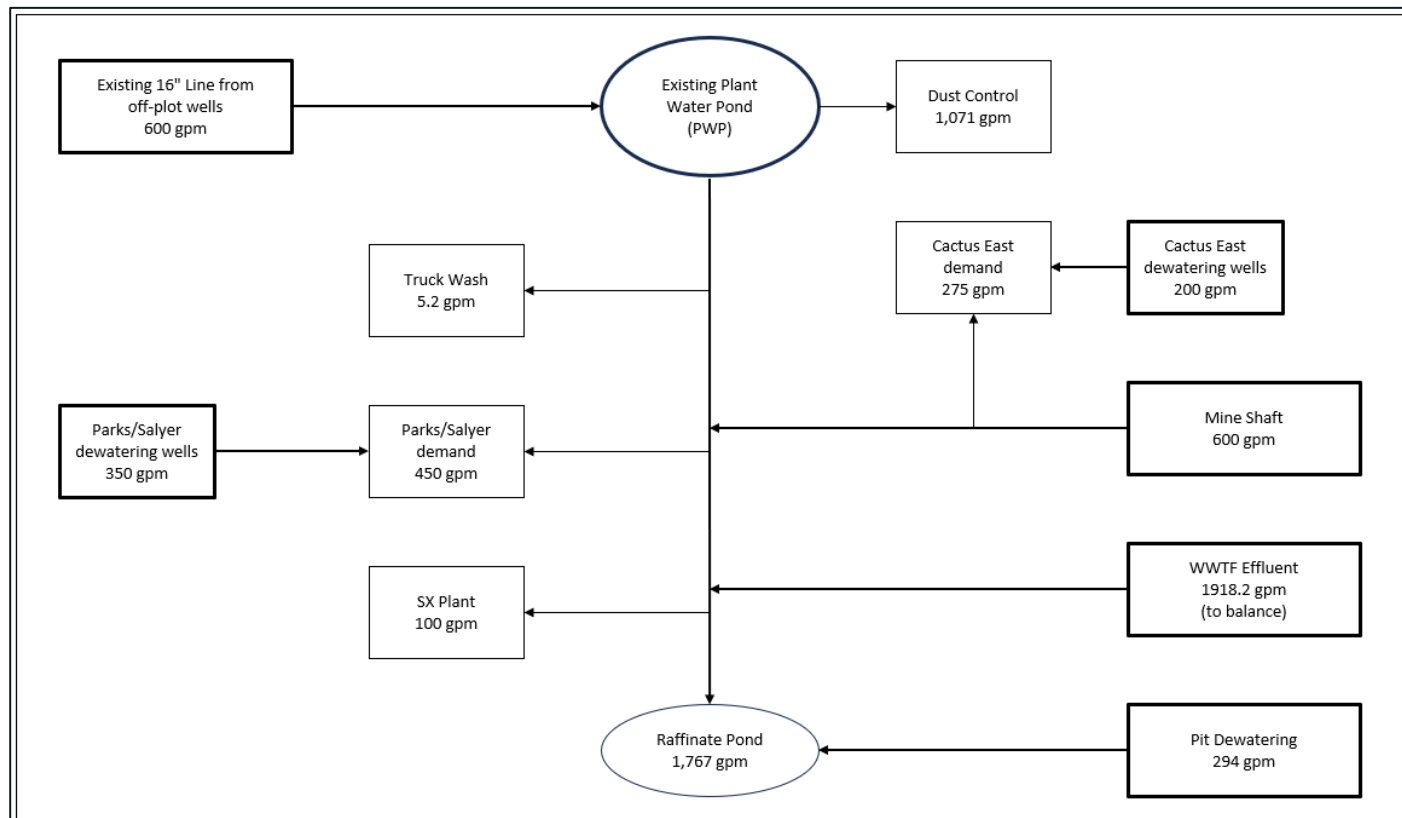 Existing 16" Line from
off-plot wells
600 gpm
Existing Plant
Water Pond
(PWP)
Dust Control
1,071 gpm
Truck Wash
5.2 gpm
Cactus East
demand
275 gpm
Cactus East
dewatering wells
200 gpm
Parks/Salyer
dewatering wells
350 gpm
Parks/Salyer
demand
450 gpm
Mine Shaft
600 gpm
SX Plant
100 gpm
WWTF Effluent
1918.2 gpm
(to balance)
Raffinate Pond
1,767 gpm
Pit Dewatering
294 gpm